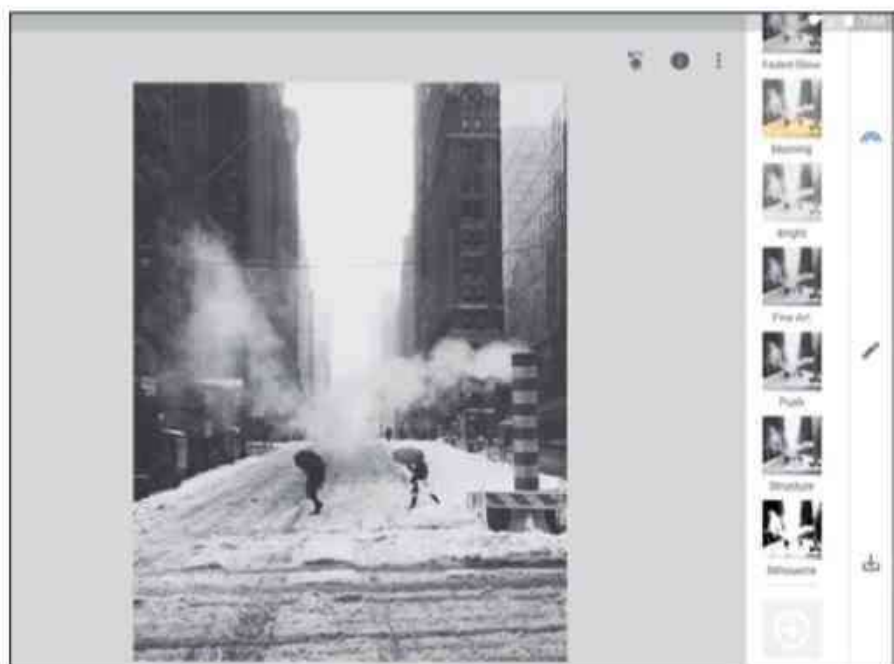 Faded Glow
Morning
Bright
Fine Art
Push
Structure
Silhouette